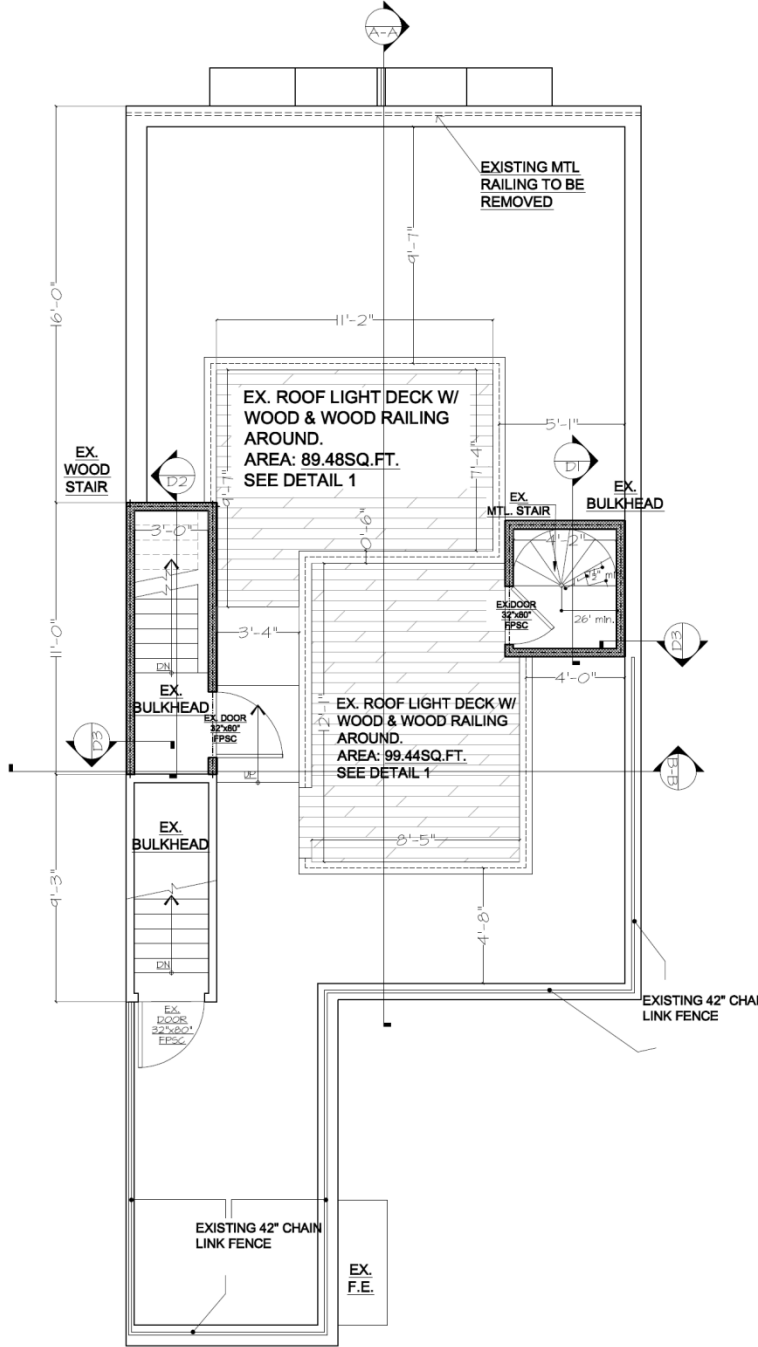 A-A
EXISTING MTL
RAILING TO BE
REMOVED
9'-7"
16'-0"
11'-2"
EX. ROOF LIGHT DECK W/
WOOD & WOOD RAILING
AROUND.
AREA: 89.48SQ.FT.
SEE DETAIL 1
5'-1"
7'-4"
9'-7"
EX.
WOOD
STAIR
D2
D1
EX.
MTL. STAIR
EX.
BULKHEAD
3'-0"
0'-6"
4'-2"
EX.DOOR
32"x80"
FPSC
26' min.
3'-4"
11'-0"
DN
D3
4'-0"
EX.
BULKHEAD
EX. DOOR
32"x80"
FPSC
12'-1"
EX. ROOF LIGHT DECK W/
WOOD & WOOD RAILING
AROUND.
AREA: 99.44SQ.FT.
SEE DETAIL 1
D3
UP
B-B
EX.
BULKHEAD
8'-5"
9'-3"
4'-8"
DN
EX.
DOOR
32"x80"
FPSC
EXISTING 42" CHAI
LINK FENCE
EXISTING 42" CHAIN
LINK FENCE
EX.
F.E.